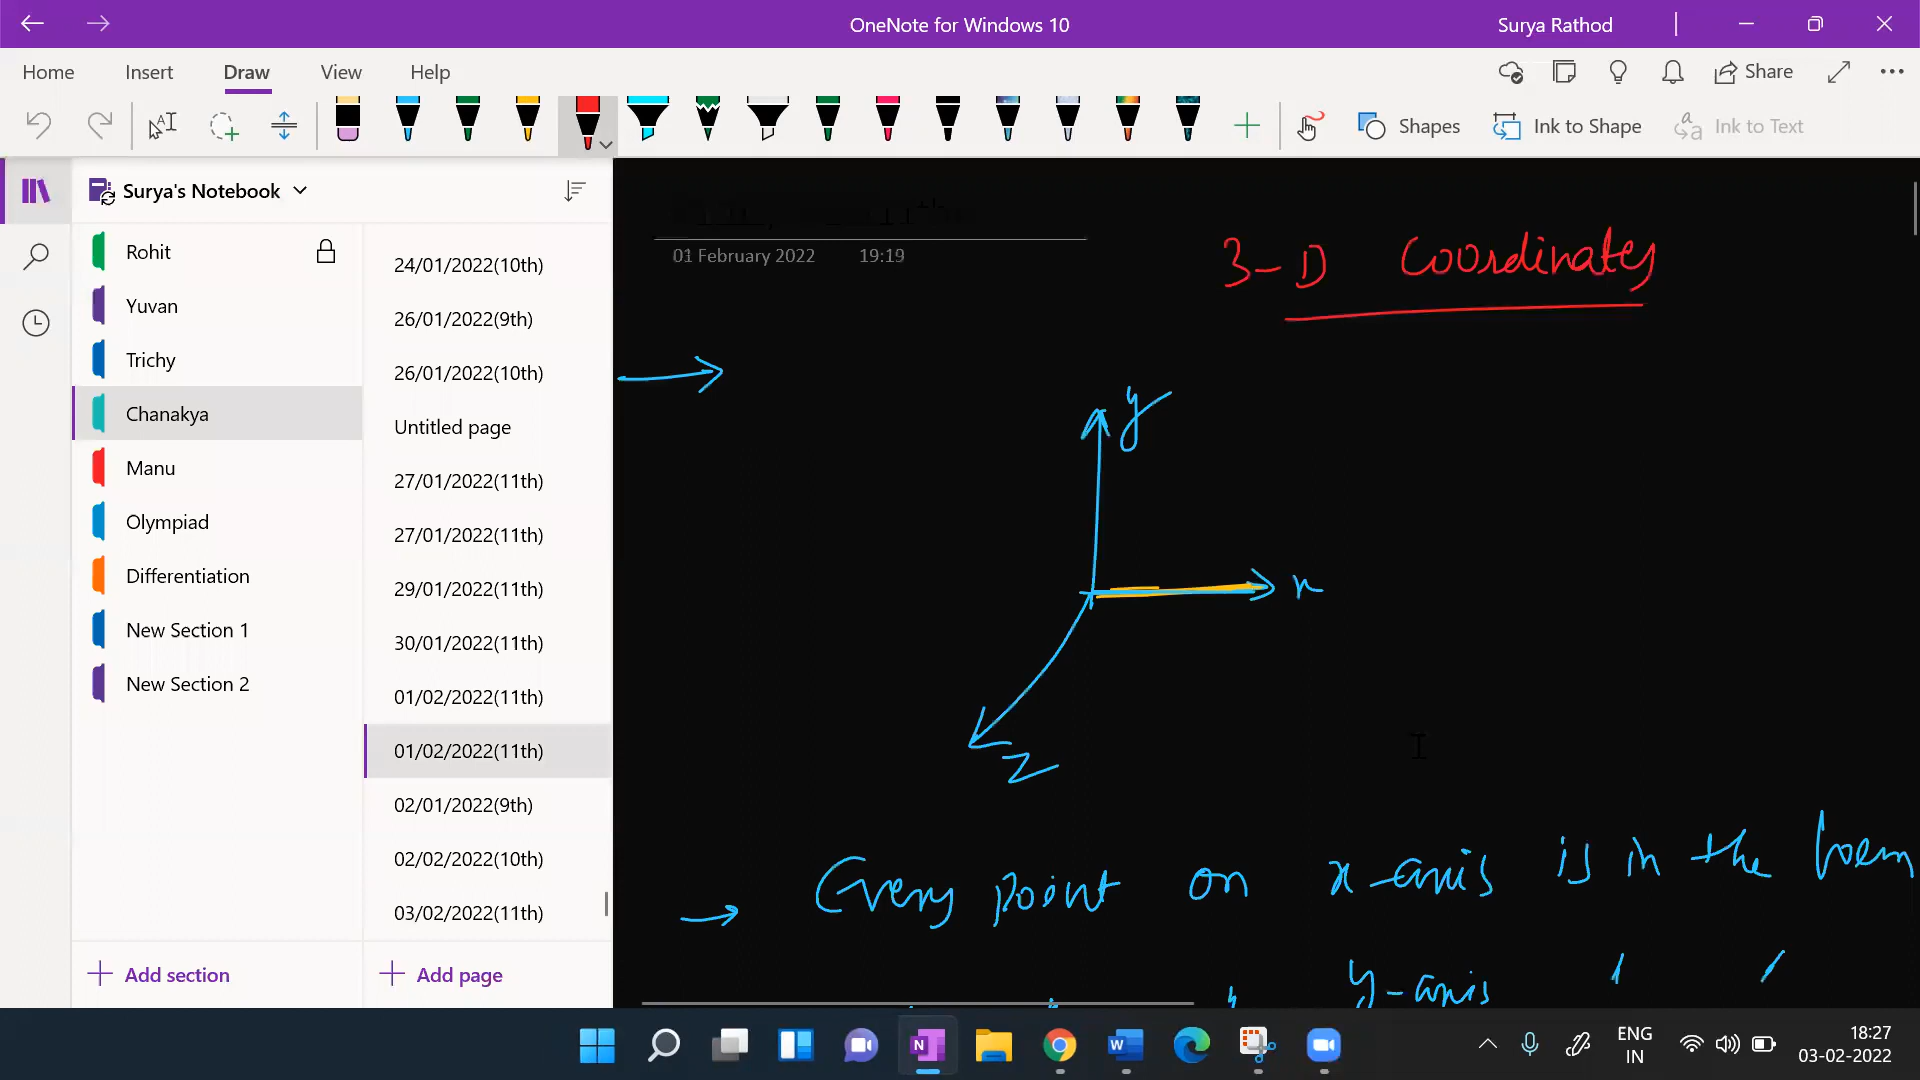 OneNote for Windows 10
Surya Rathod
Home Insert Draw View Help
Share
Shapes Ink to Shape Ink to Text
Surya's Notebook
Rohit
Yuvan
Trichy
Chanakya
Manu
Olympiad
Differentiation
New Section 1
New Section 2
Add section
24/01/2022(10th)
26/01/2022(9th)
26/01/2022(10th)
Untitled page
27/01/2022(11th)
27/01/2022(11th)
29/01/2022(11th)
30/01/2022(11th)
01/02/2022(11th)
01/02/2022(11th)
02/01/2022(9th)
02/02/2022(10th)
03/02/2022(11th)
Add page
01 February 2022 19:19
3-D Coordinates
y
x
z
Every point on x-axis is in the form
y-axis
ENG
IN
18:27
03-02-2022